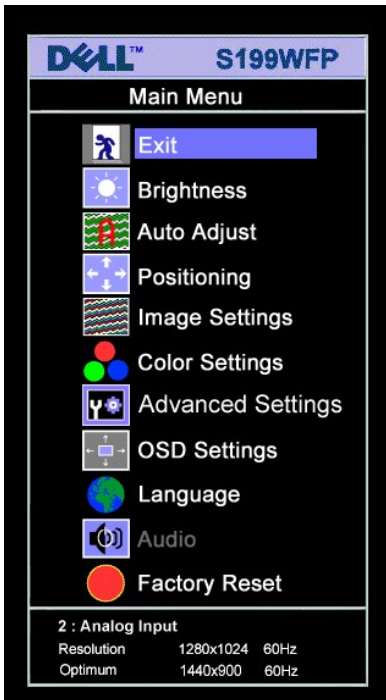 DELL™ S199WFP
Main Menu
Exit
Brightness
Auto Adjust
Positioning
Image Settings
Color Settings
Advanced Settings
OSD Settings
Language
Audio
Factory Reset
2 : Analog Input
Resolution 1280x1024 60Hz
Optimum 1440x900 60Hz